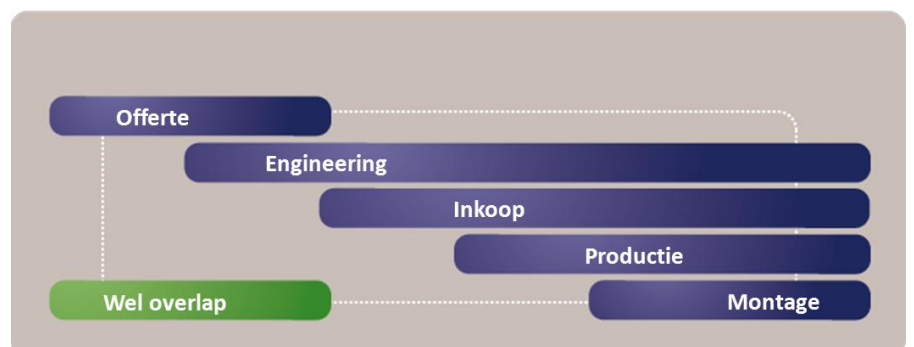 Offerte
Engineering
Inkoop
Productie
Wel overlap
Montage